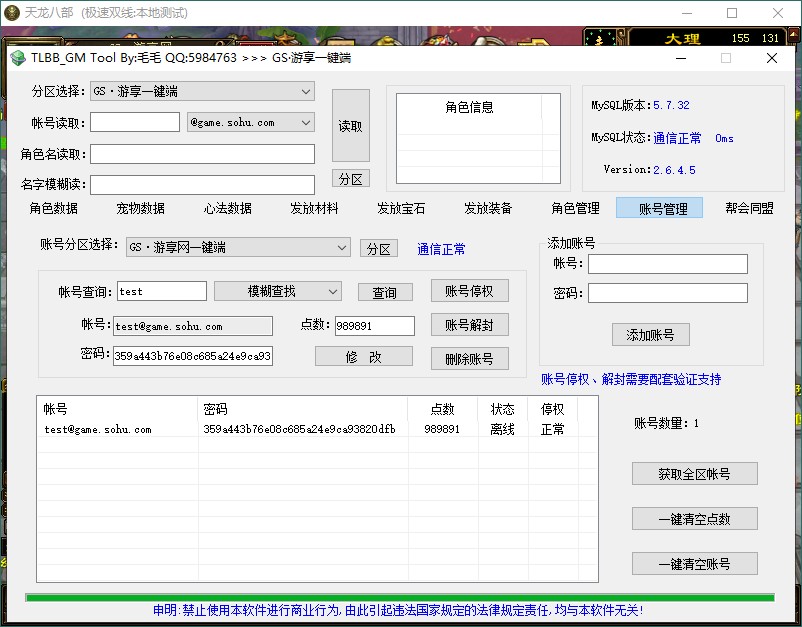 天龙八部 (极速双线:本地测试)
大理 155 131
TLBB_GM Tool By:毛毛 QQ:5984763 >>> GS·游享一键端
分区选择: GS·游享一键端
帐号读取: @game.sohu.com
角色名读取:
名字模糊读:
读取
分区
角色信息
MySQL版本:5.7.32
MySQL状态:通信正常 0ms
Version:2.6.4.5
角色数据 宠物数据 心法数据 发放材料 发放宝石 发放装备 角色管理 账号管理 帮会同盟
账号分区选择: GS·游享网一键端 分区 通信正常
帐号查询: test 模糊查找 查询 账号停权
帐号: test@game.sohu.com 点数: 989891 账号解封
密码: 359a443b76e08c685a24e9ca93 修 改 删除账号
添加账号
帐号:
密码:
添加账号
账号停权、解封需要配套验证支持
帐号 密码 点数 状态 停权
test@game.sohu.com 359a443b76e08c685a24e9ca93820dfb 989891 离线 正常
账号数量: 1
获取全区帐号
一键清空点数
一键清空账号
申明:禁止使用本软件进行商业行为,由此引起违法国家规定的法律规定责任,均与本软件无关!